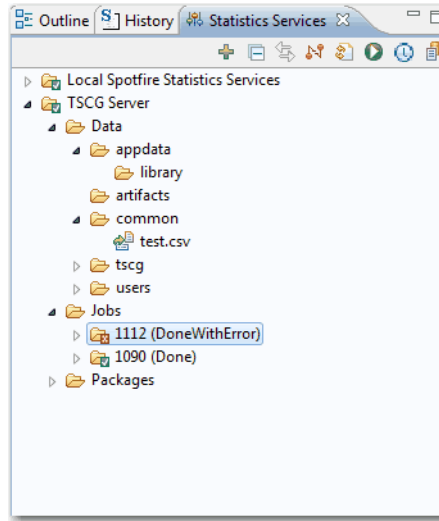 Outline History Statistics Services
Local Spotfire Statistics Services
TSCG Server
Data
appdata
library
artifacts
common
test.csv
tscg
users
Jobs
1112 (DoneWithError)
1090 (Done)
Packages